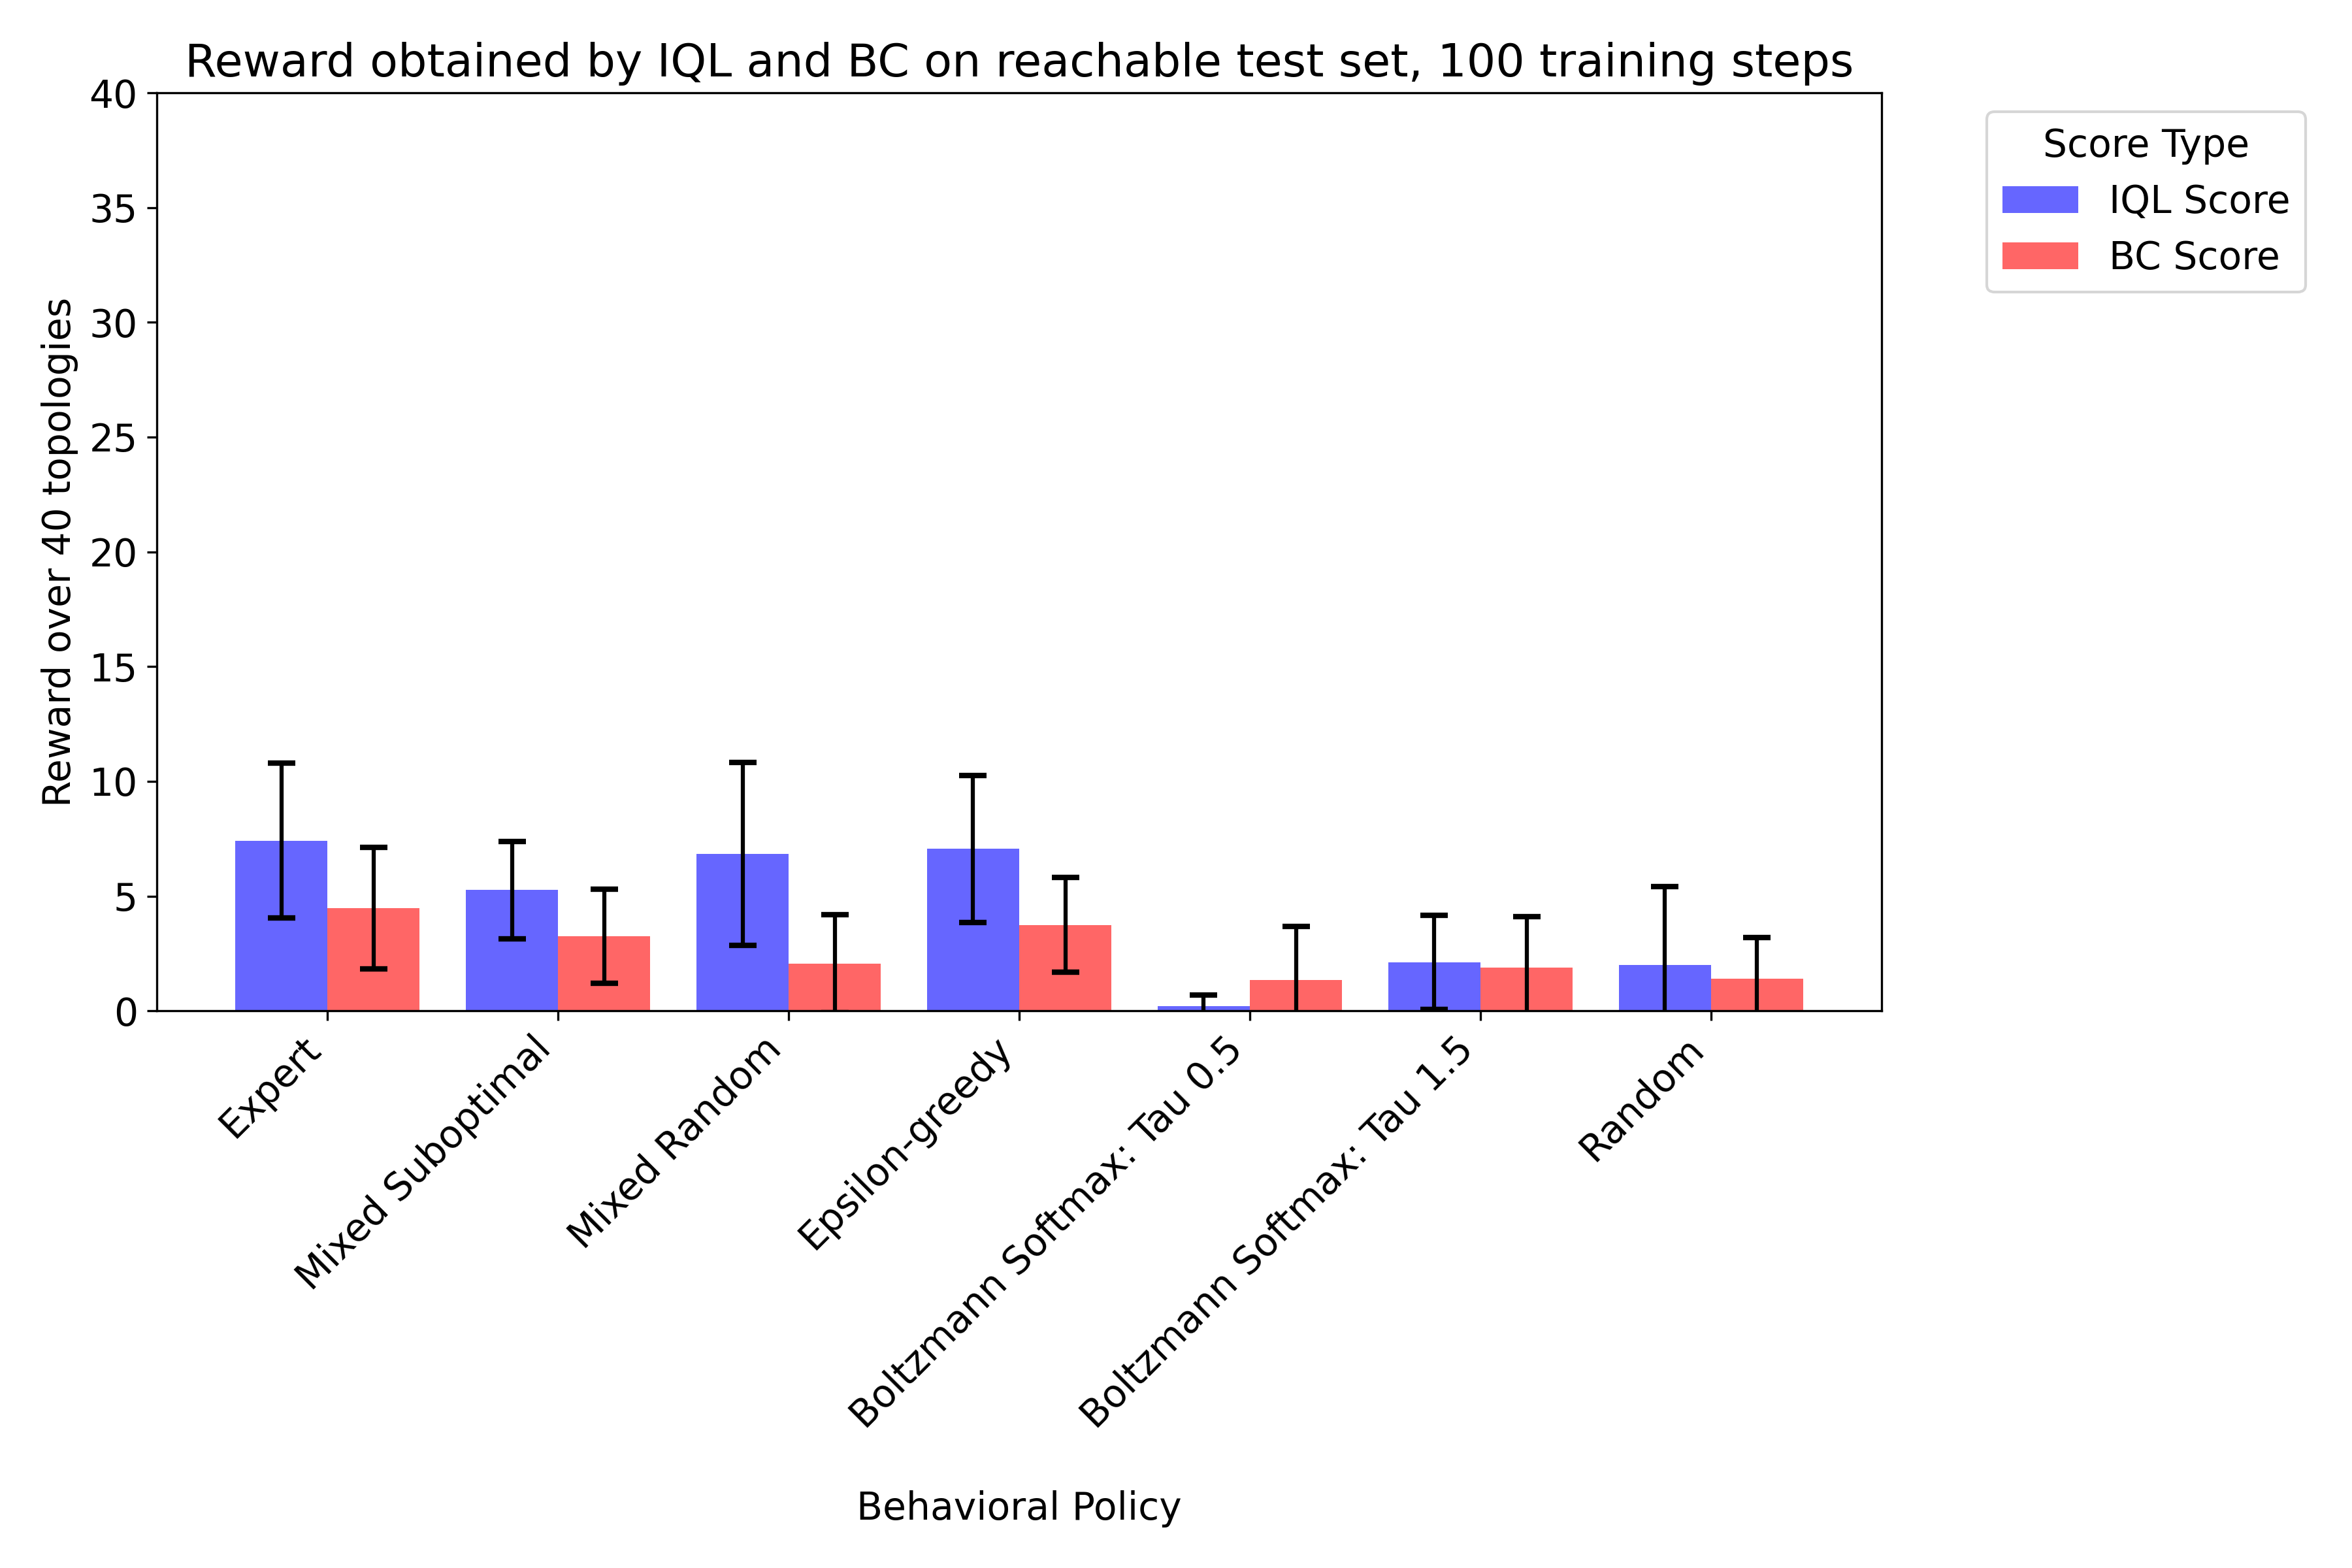 Reward obtained by IQL and BC on reachable test set, 100 training steps
Score Type
IQL Score
BC Score
Reward over 40 topologies
40
35
30
25
20
15
10
5
0
Expert
Mixed Suboptimal
Mixed Random
Epsilon-greedy
Boltzmann Softmax: Tau 0.5
Boltzmann Softmax: Tau 1.5
Random
Behavioral Policy